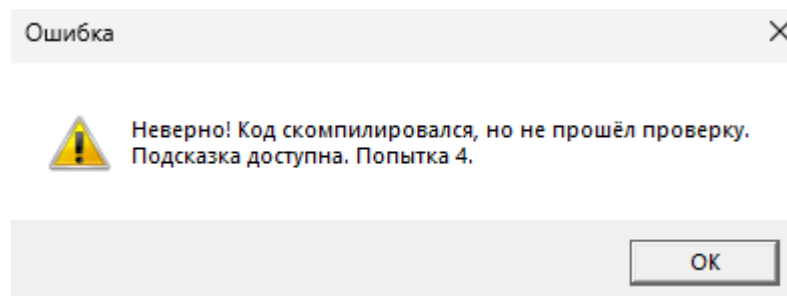 Ошибка
Неверно! Код скомпилировался, но не прошёл проверку.
Подсказка доступна. Попытка 4.
OK